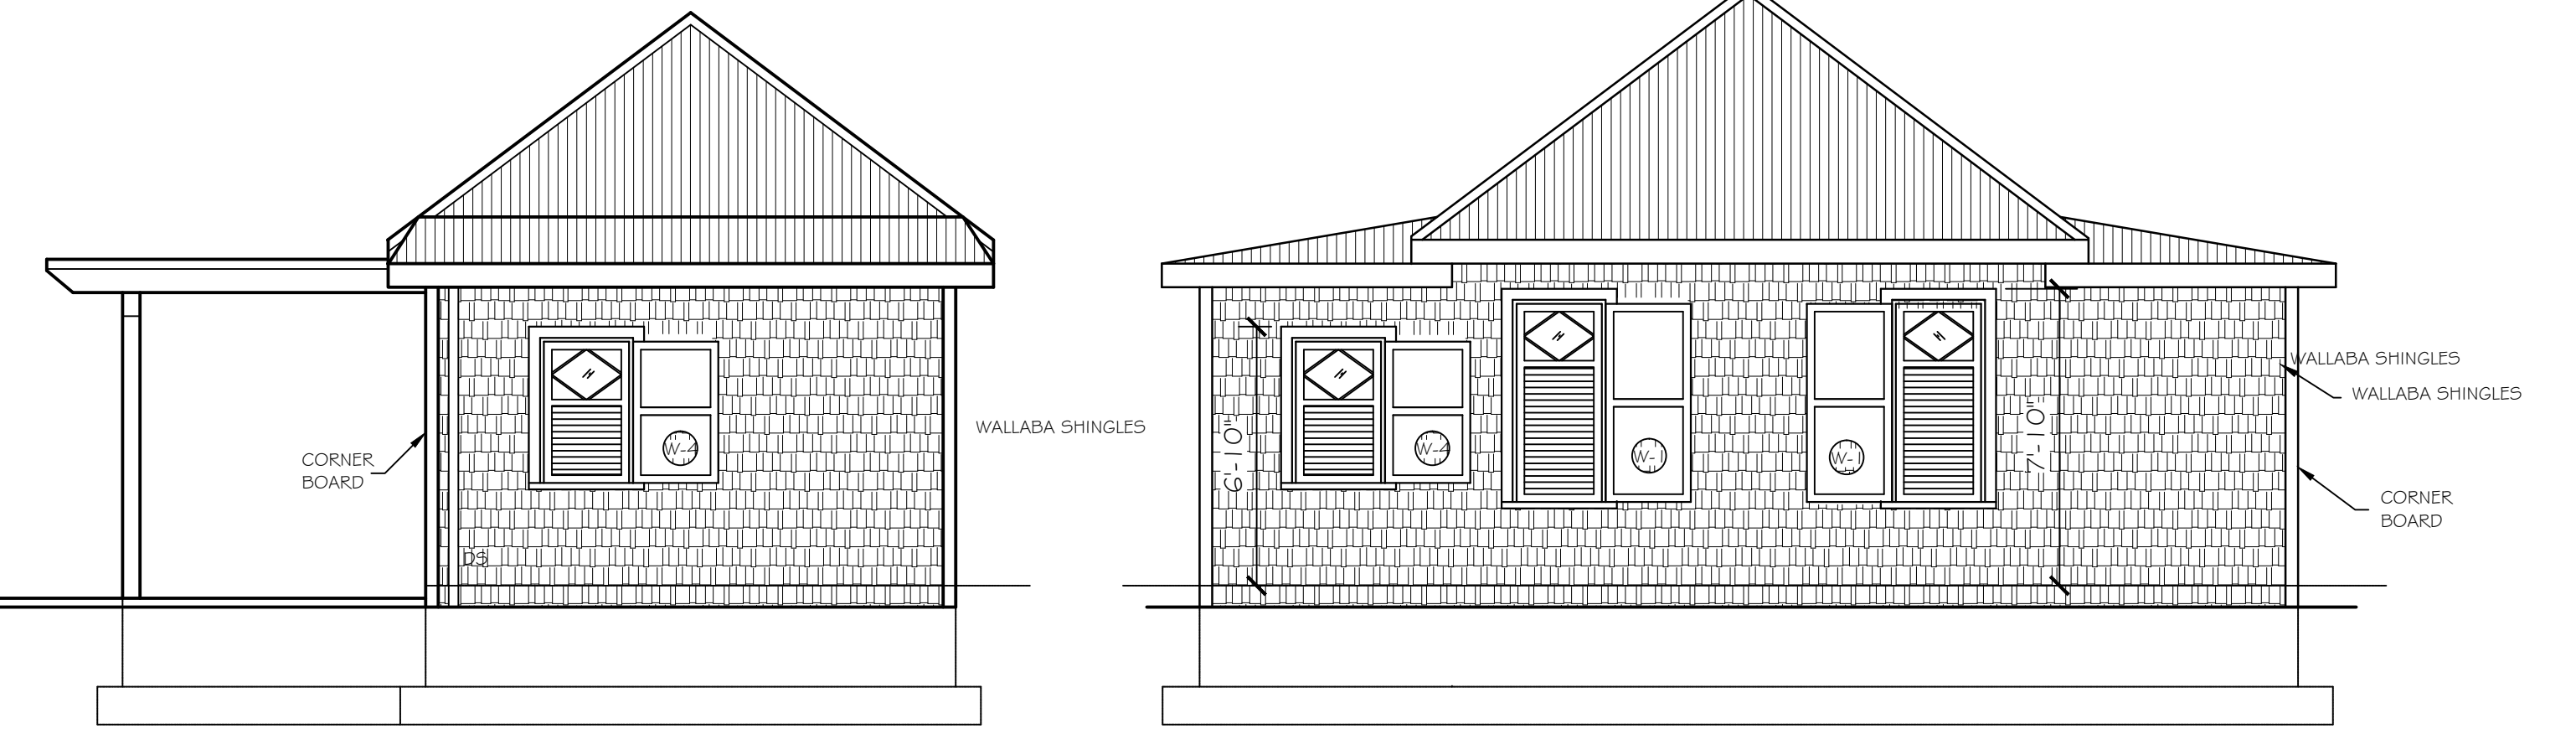 CORNER
BOARD
W-4
DS
WALLABA SHINGLES
6'-10"
W-4
W-1
W-1
7'-10"
WALLABA SHINGLES
WALLABA SHINGLES
CORNER
BOARD
H
H
H
H